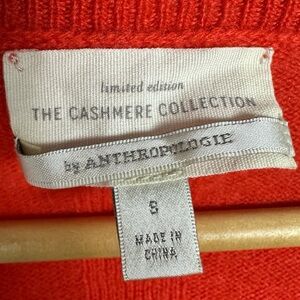 limited edition
THE CASHMERE COLLECTION
by ANTHROPOLOGIE
S
MADE IN
CHINA